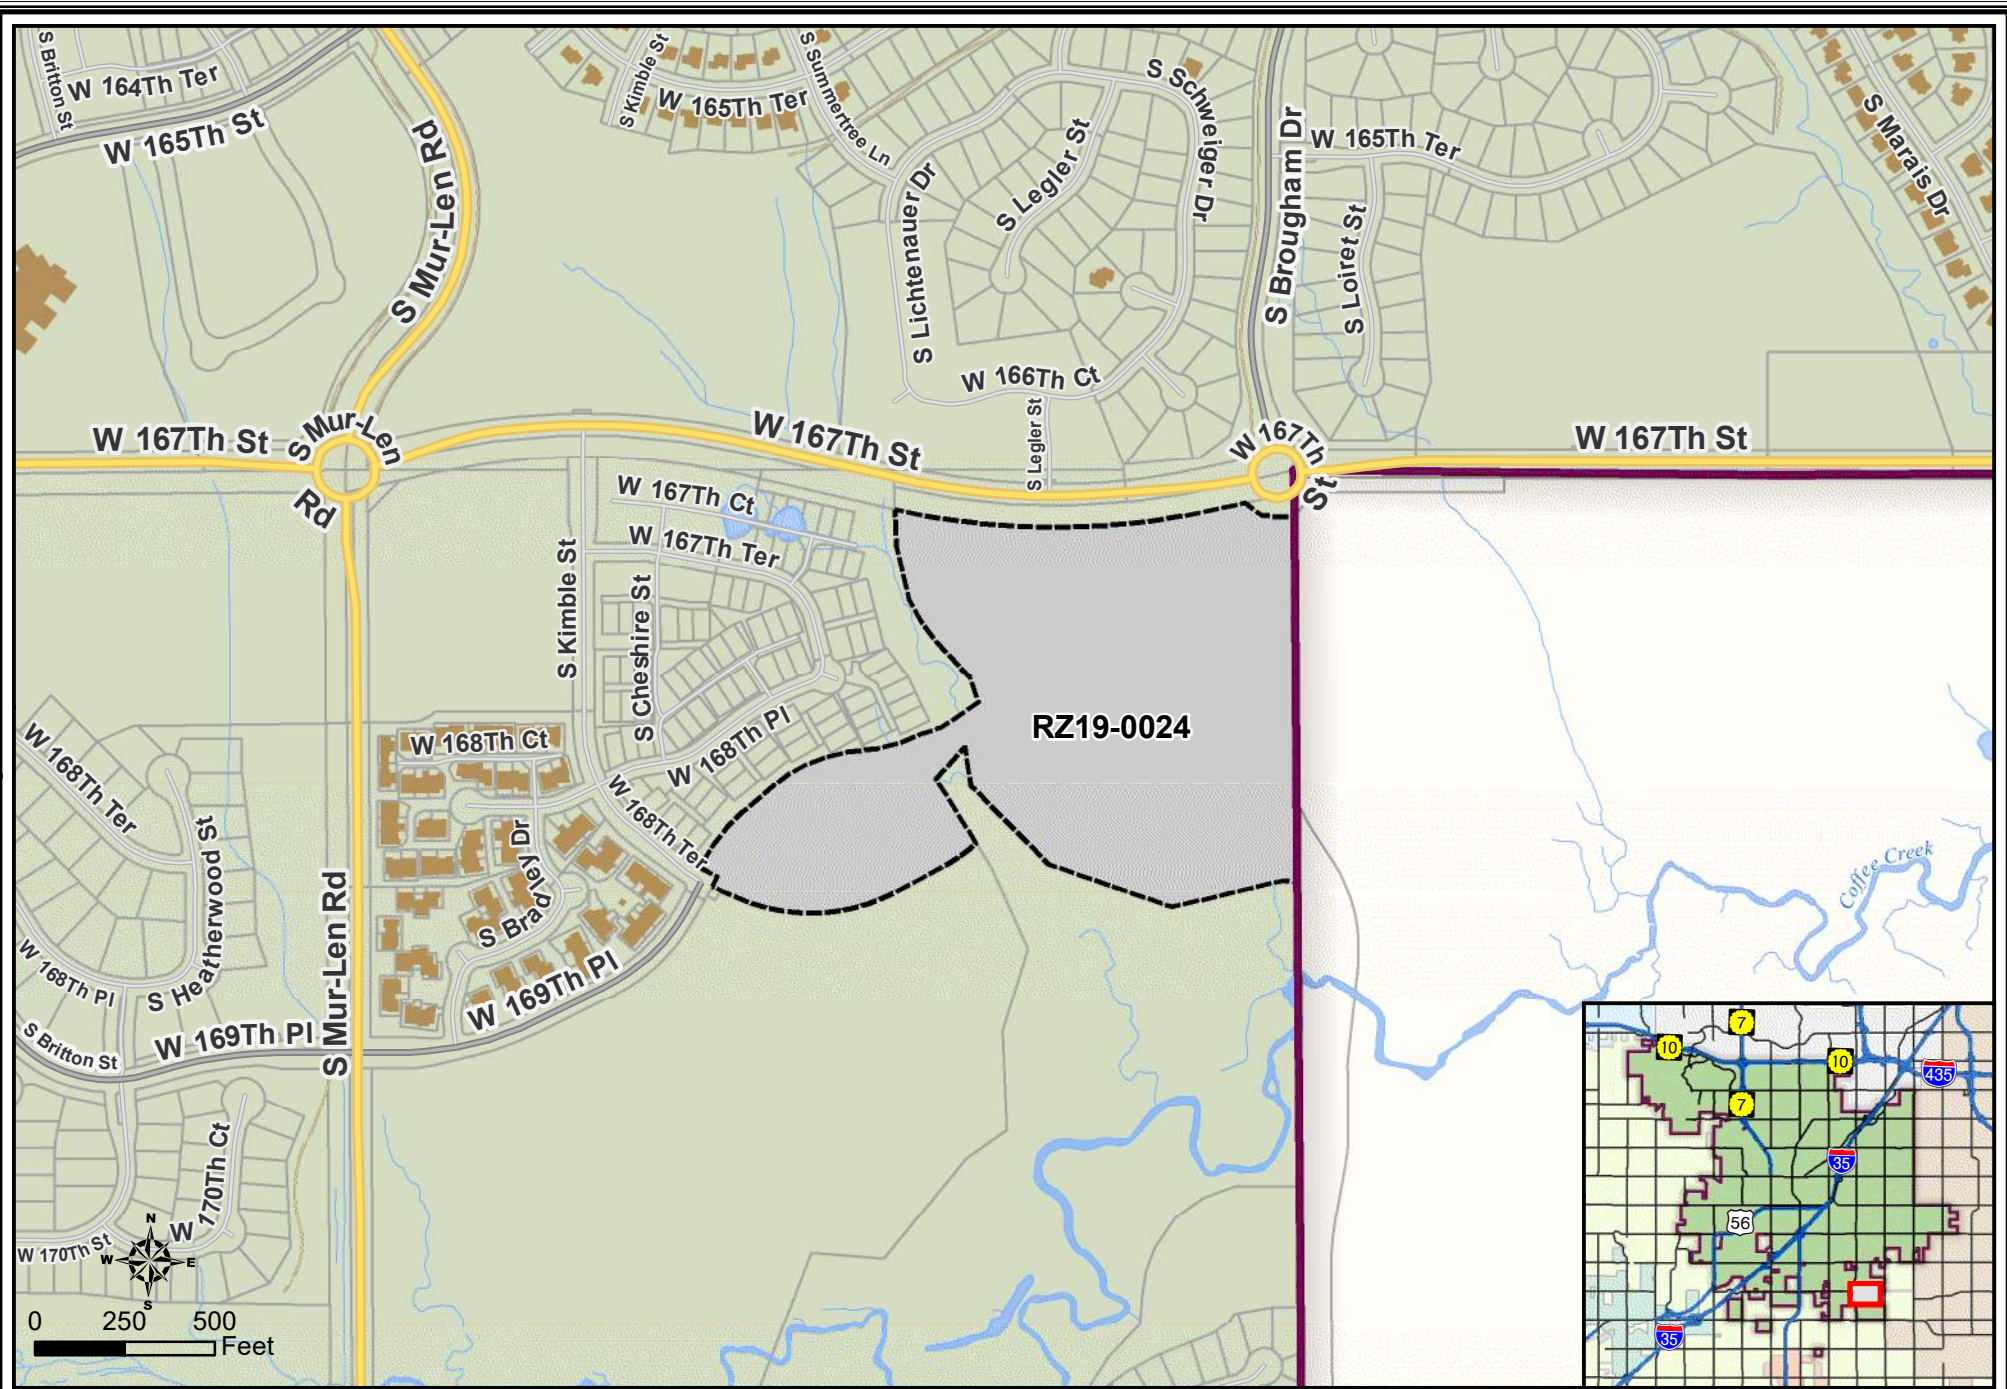 S Britton St
W 164Th Ter
W 165Th St
S Mur-Len Rd
S Kimble St
W 165Th Ter
S Summertree Ln
S Lichtenauer Dr
S Legler St
S Schweiger Dr
S Brougham Dr
W 165Th Ter
S Loiret St
S Marais Dr
W 166Th Ct
S Legler St
W 167Th St
S Mur-Len
Rd
W 167Th St
W 167Th
St
W 167Th St
W 167Th Ct
W 167Th Ter
S Kimble St
S Cheshire St
W 168Th Pl
RZ19-0024
W 168Th Ct
W 168Th Ter
W 168Th Ter
S Heatherwood St
S Bradley Dr
W 168Th Pl
S Britton St
W 169Th Pl
S Mur-Len Rd
W 169Th Pl
Coffee Creek
W 170Th Ct
W 170Th St
N
W
E
S
0
250
500
Feet
7
10
10
435
7
35
56
35